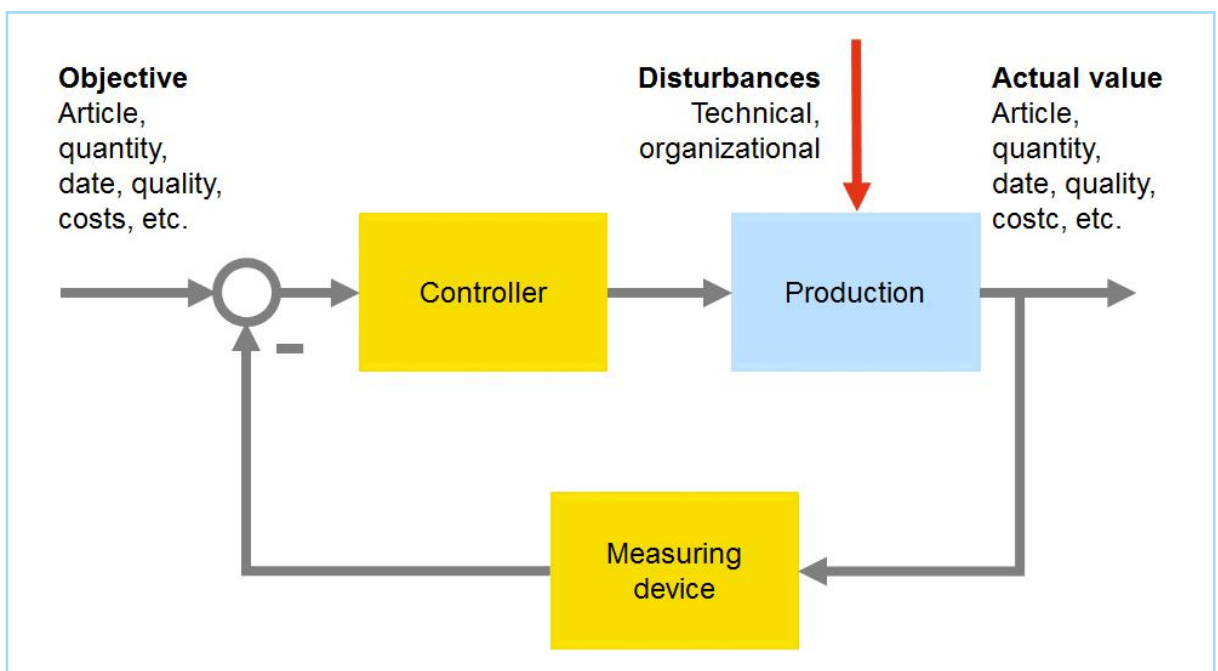 Objective
Article,
quantity,
date, quality,
costs, etc.
Disturbances
Technical,
organizational
Actual value
Article,
quantity,
date, quality,
costc, etc.
Controller
Production
Measuring
device